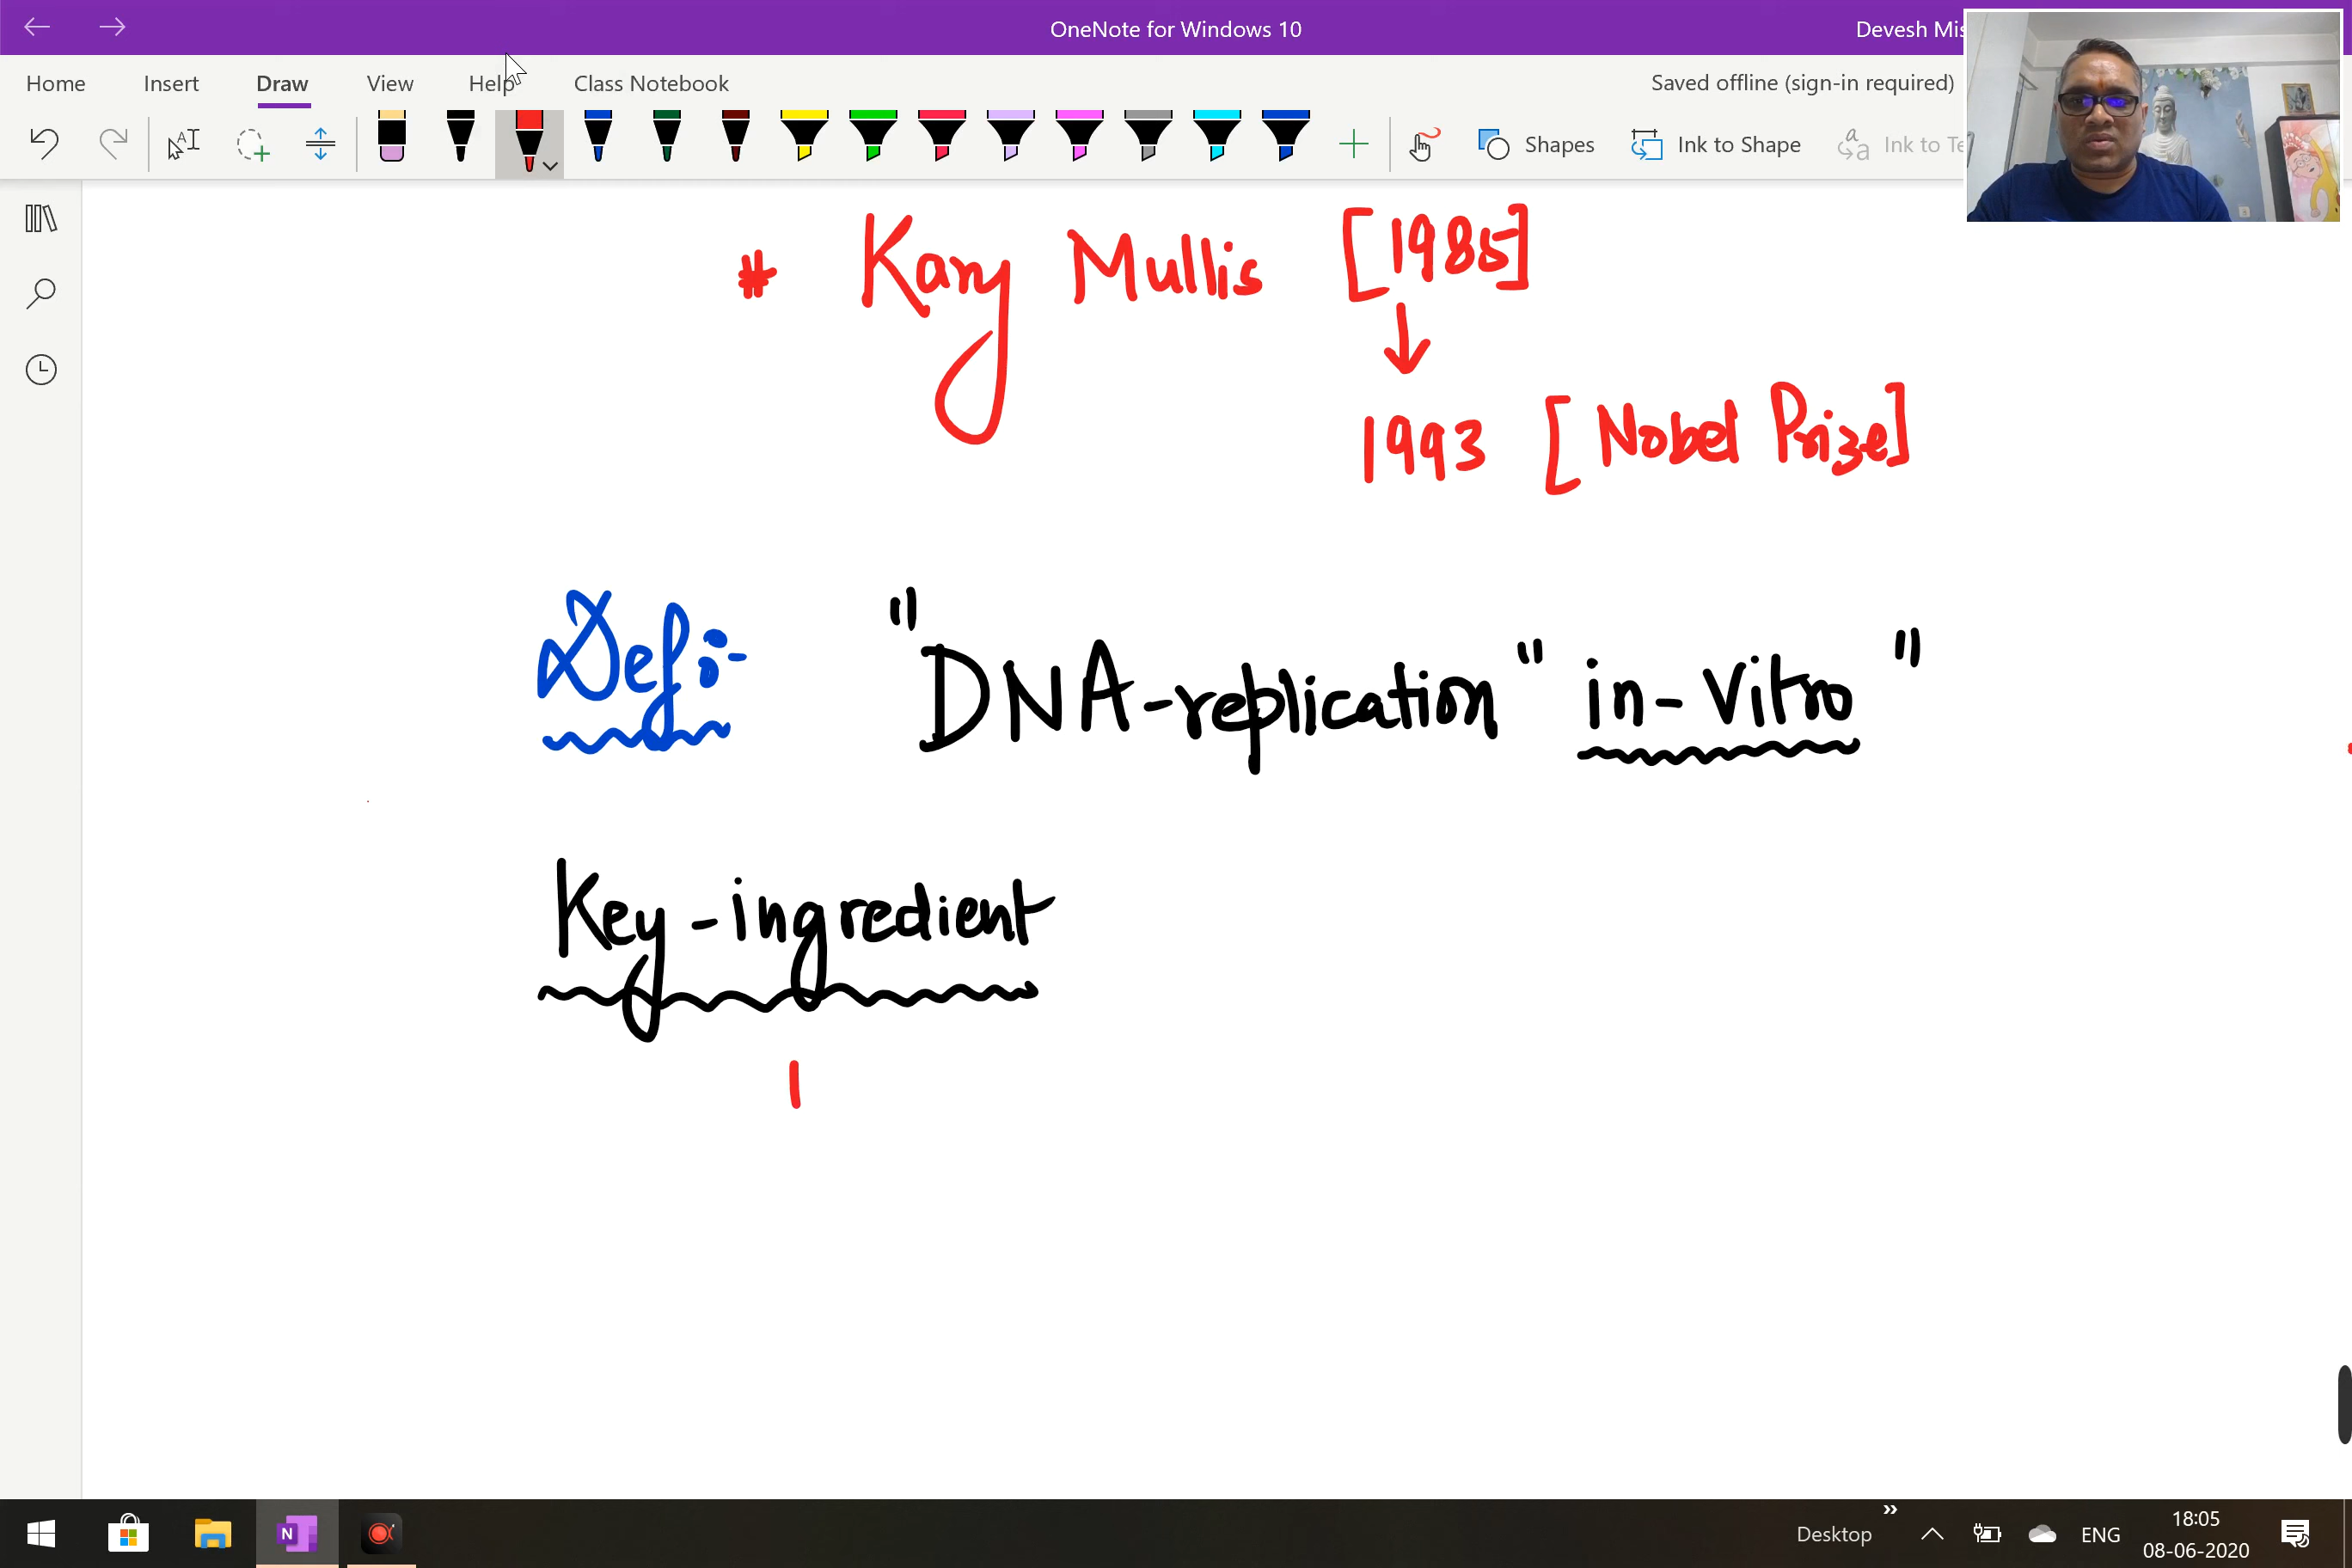 OneNote for Windows 10
Devesh Mis
Home Insert Draw View Help Class Notebook
Saved offline (sign-in required)
Shapes Ink to Shape Ink to Te
# Kary Mullis [1985]
↓
1993 [Nobel Prize]
Def:- "DNA-replication" in-vitro"
Key-ingredient
1
Desktop
ENG
18:05
08-06-2020